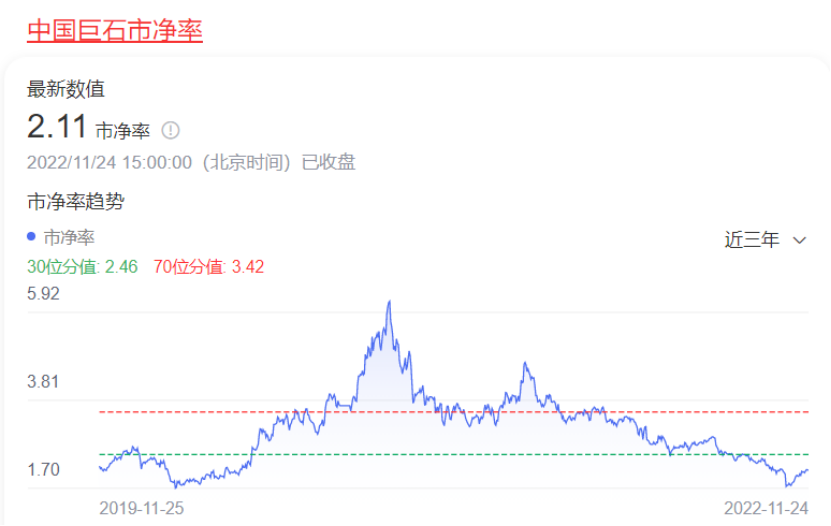 中国巨石市净率
最新数值
2.11 市净率
2022/11/24 15:00:00（北京时间）已收盘
市净率趋势
市净率
近三年
30位分值: 2.46 70位分值: 3.42
5.92
3.81
1.70
2019-11-25 2022-11-24